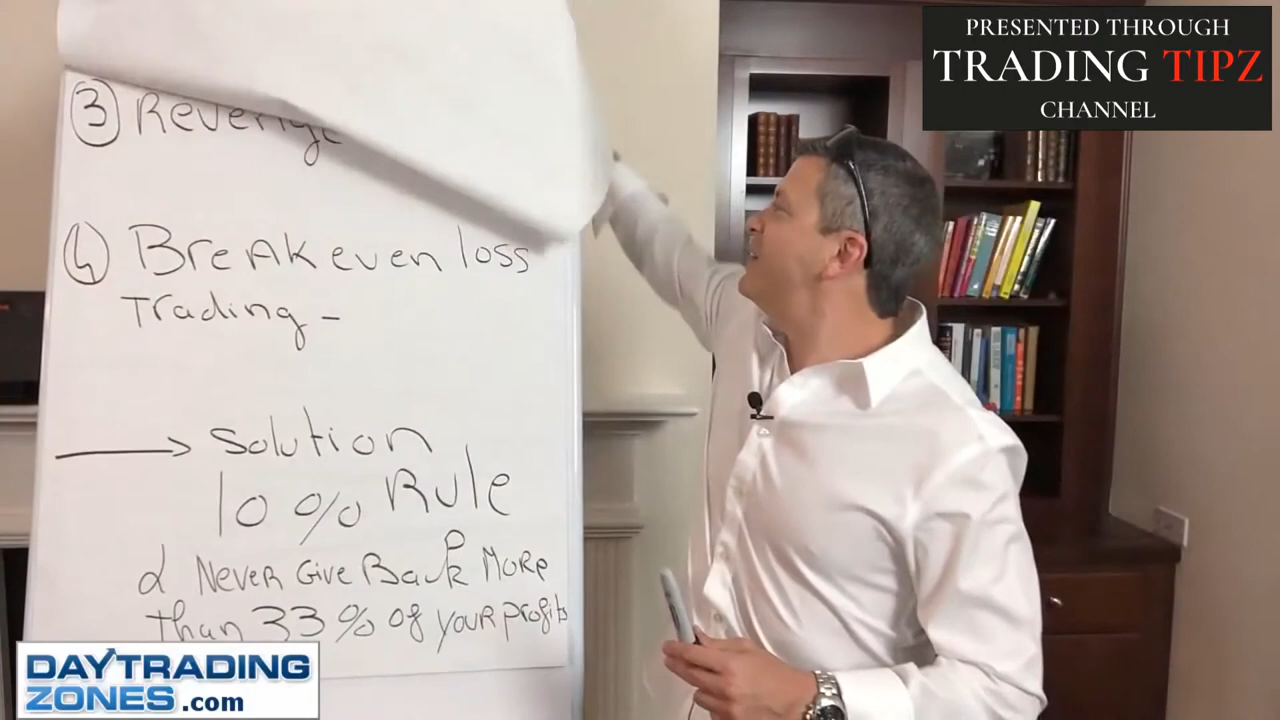 PRESENTED THROUGH
TRADING TIPZ
CHANNEL
③ Revenge
④ Breakeven loss
Trading -
→ Solution
10 % Rule
& Never Give Back More
than 33 % of your profits
DAYTRADING
ZONES.com